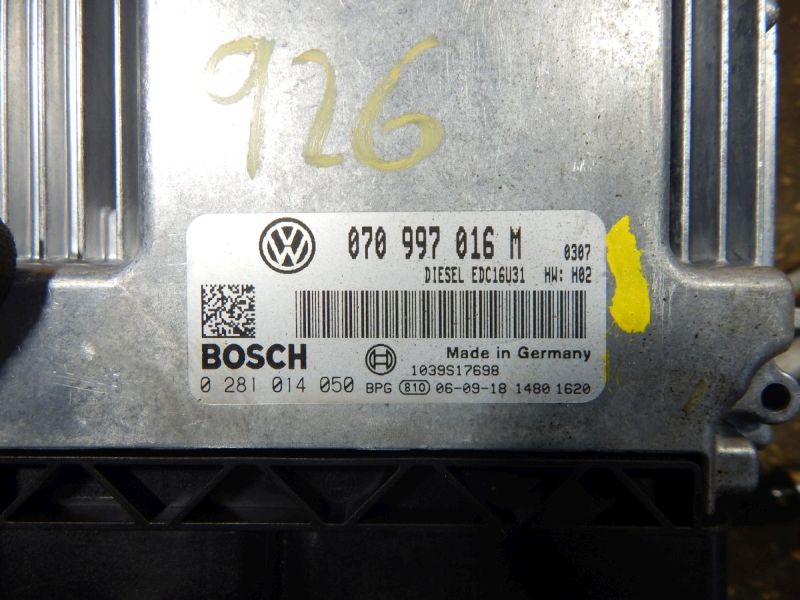 926
VW 070 997 016 M 0307
DIESEL EDC16U31 HW: H02
BOSCH Made in Germany
1039S17698
0 281 014 050 BPG 810 06-09-18 1480 1620